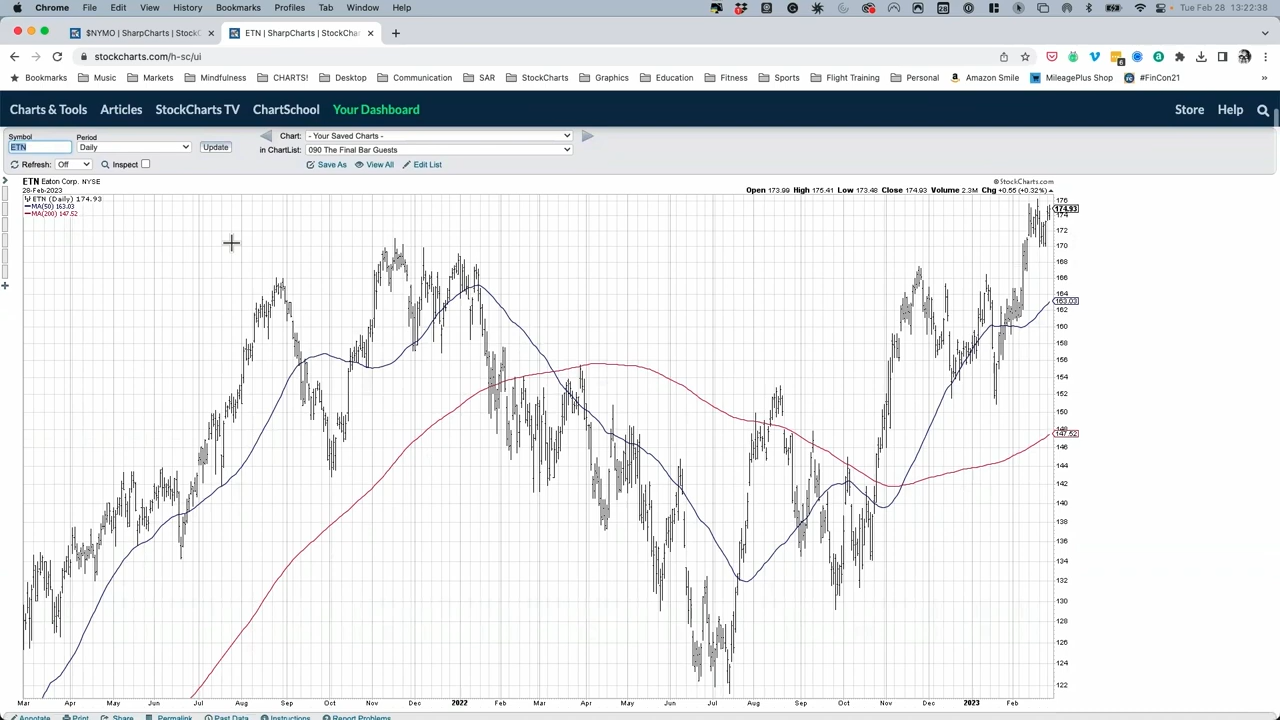 Chrome File Edit View History Bookmarks Profiles Tab Window Help Tue Feb 28 13:22:38
$NYMO | SharpCharts | StockC × ETN | SharpCharts | StockChar × +
stockcharts.com/h-sc/ui
Bookmarks Music Markets Mindfulness CHARTS! Desktop Communication SAR StockCharts Graphics Education Fitness Sports Flight Training Personal Amazon Smile MileagePlus Shop #FinCon21 »
Charts & Tools Articles StockCharts TV ChartSchool Your Dashboard Store Help
Symbol Period
ETN Daily Update Chart: - Your Saved Charts -
in ChartList: 090 The Final Bar Guests
Refresh: Off Inspect Save As View All Edit List
ETN Eaton Corp. NYSE © StockCharts.com
28-Feb-2023 Open 173.99 High 175.41 Low 173.48 Close 174.93 Volume 2.3M Chg +0.55 (+0.32%)
ETN (Daily) 174.93
MA(50) 163.03
MA(200) 147.52
176
174.93
174
172
170
168
166
164
163.03
162
160
158
156
154
152
150
148
147.52
146
144
142
140
138
136
134
132
130
128
126
124
122
Mar Apr May Jun Jul Aug Sep Oct Nov Dec 2022 Feb Mar Apr May Jun Jul Aug Sep Oct Nov Dec 2023 Feb
Annotate Print Share Permalink Past Data Instructions Report Problems